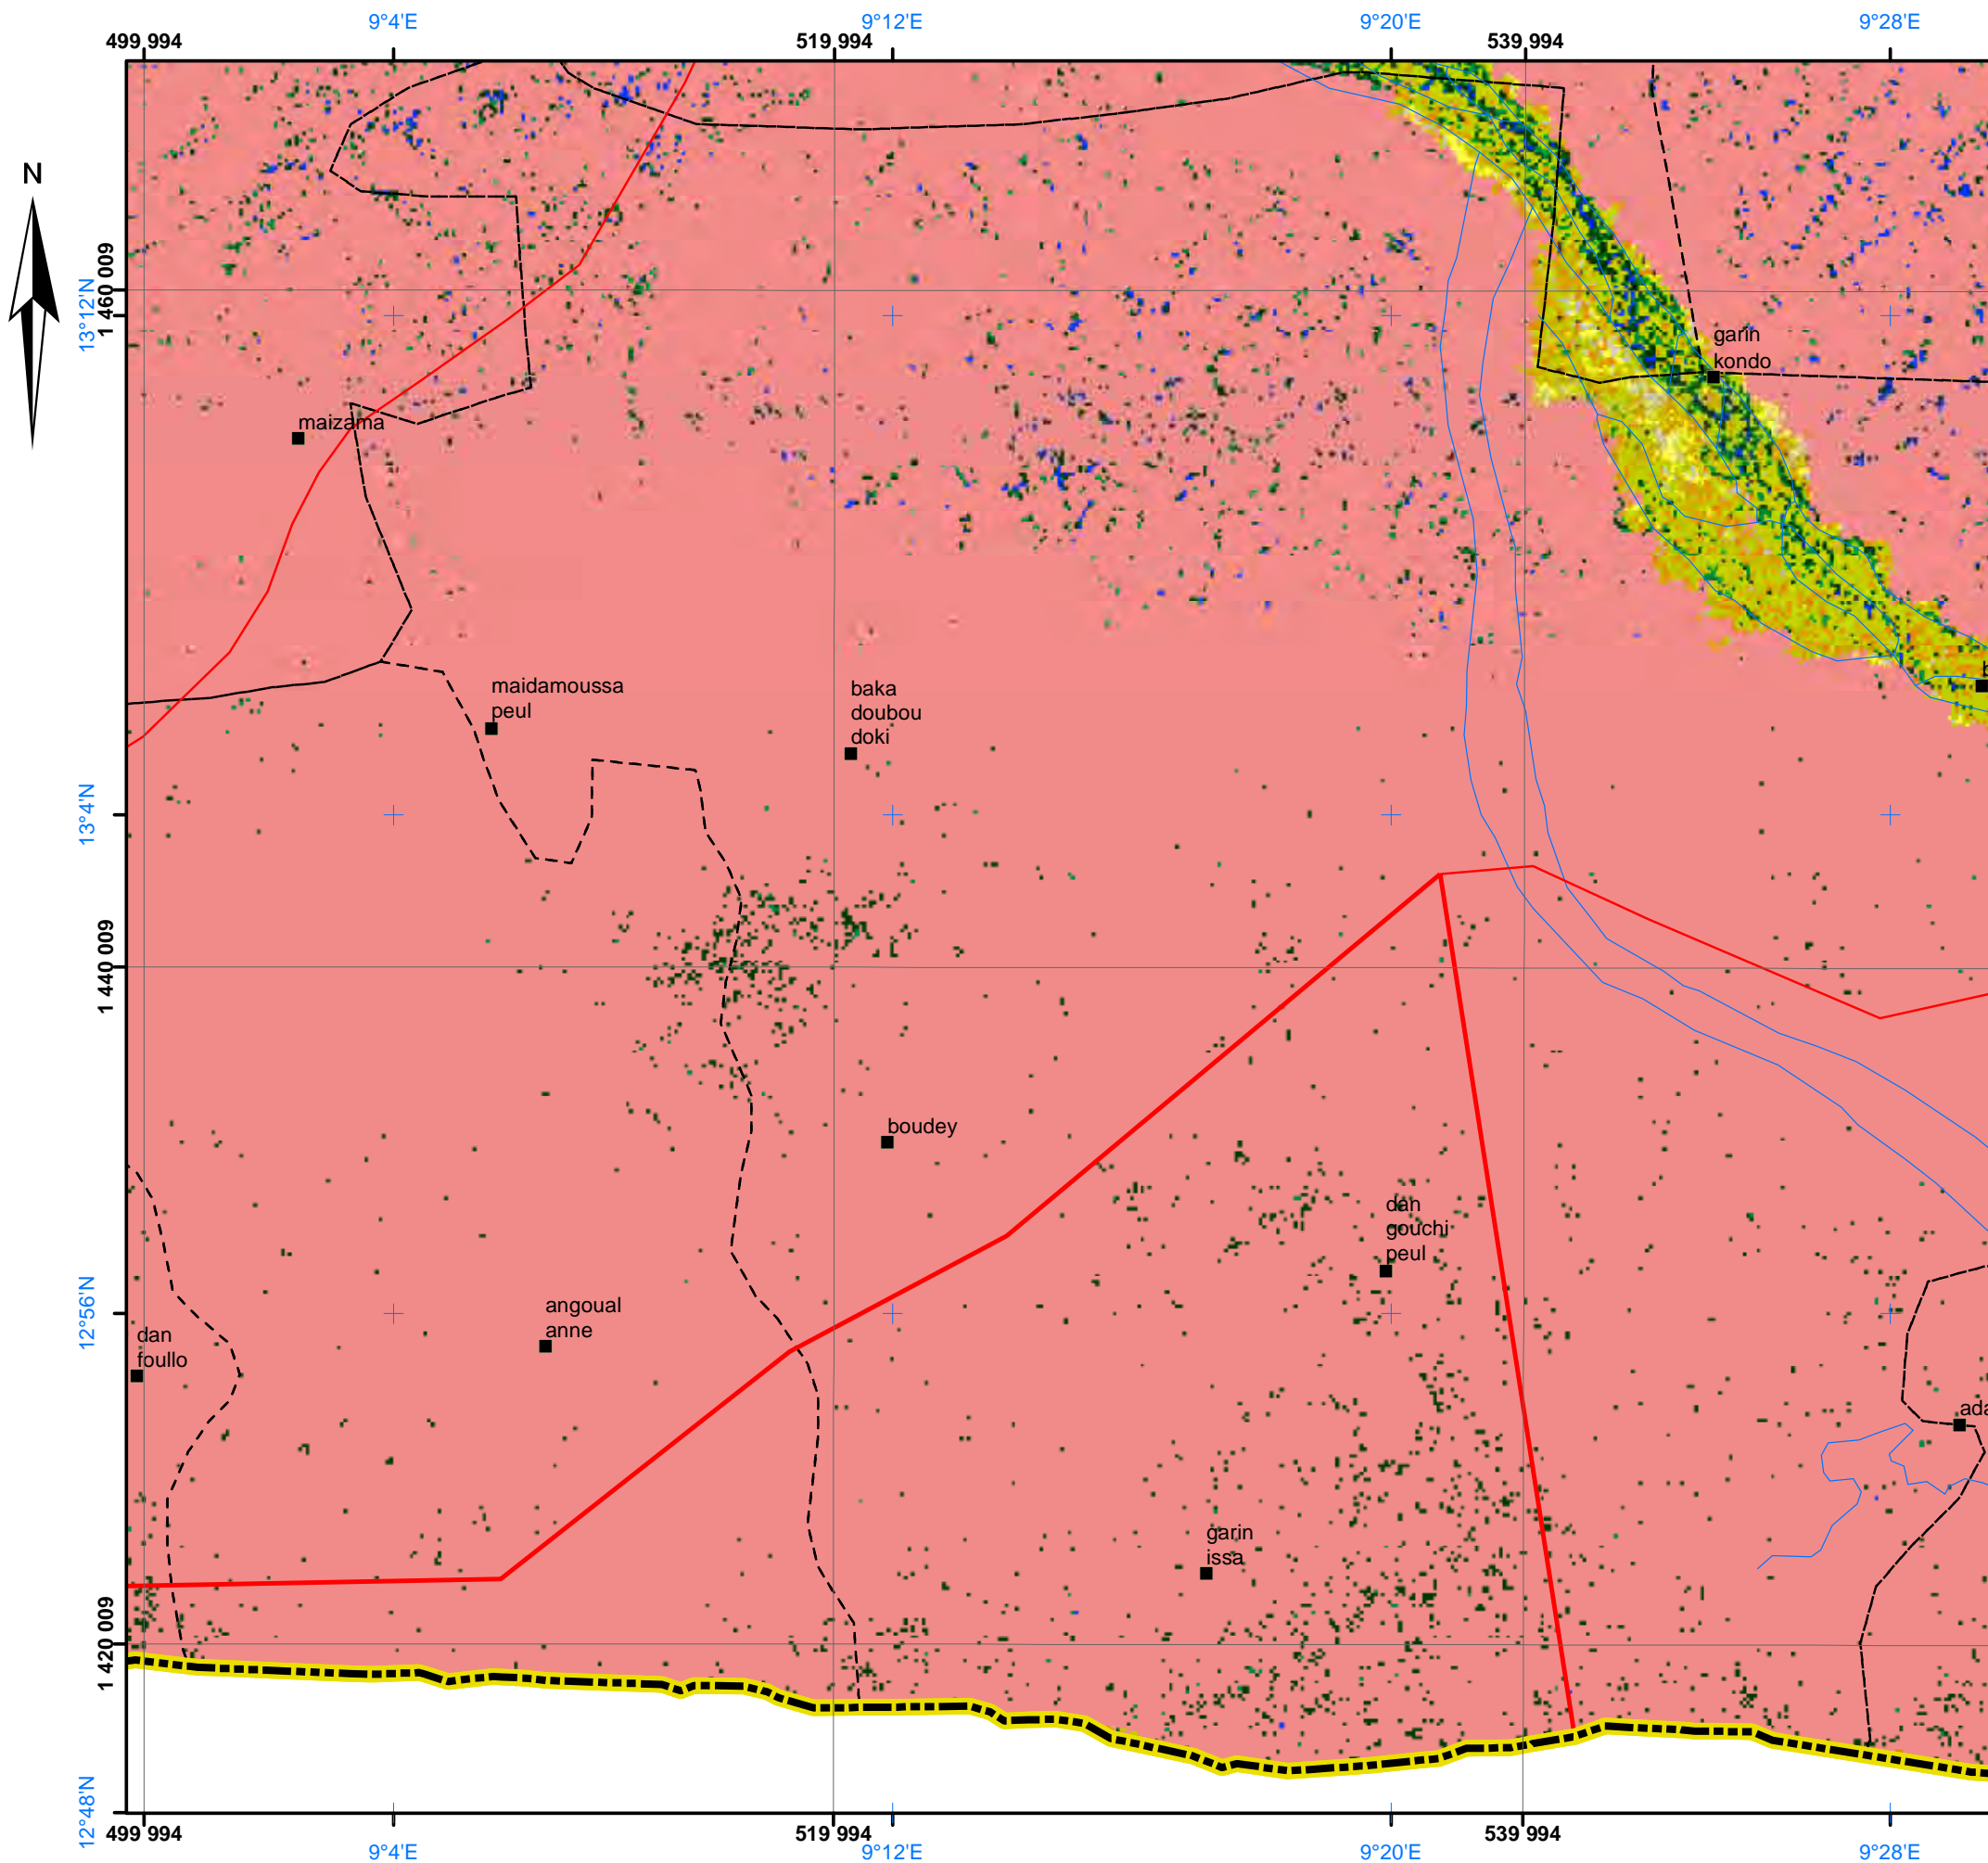 9°4'E 9°12'E 9°20'E 9°28'E
499 994 519 994 539 994
N
13°12'N
1 460 009
garin
kondo
maizama
maidamoussa
peul
baka
doubou
doki
13°4'N
1 440 009
boudey
dan
gouchi
peul
12°56'N
angoual
anne
dan
foullo
ada
garin
issa
1 420 009
12°48'N
499 994 519 994 539 994
9°4'E 9°12'E 9°20'E 9°28'E